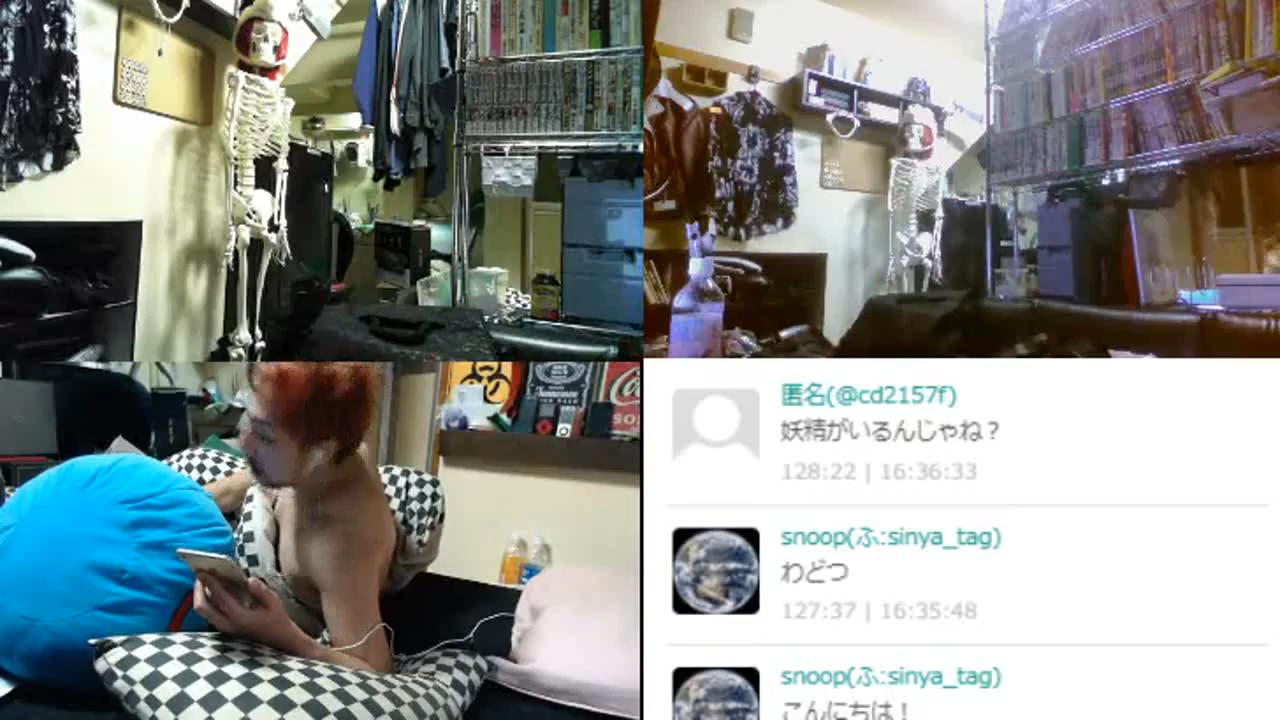 匿名(@cd2157f)
妖精がいるんじゃね？
128:22 | 16:36:33
snoop(ふ:sinya_tag)
わどつ
127:37 | 16:35:48
snoop(ふ:sinya_tag)
こんにちは！